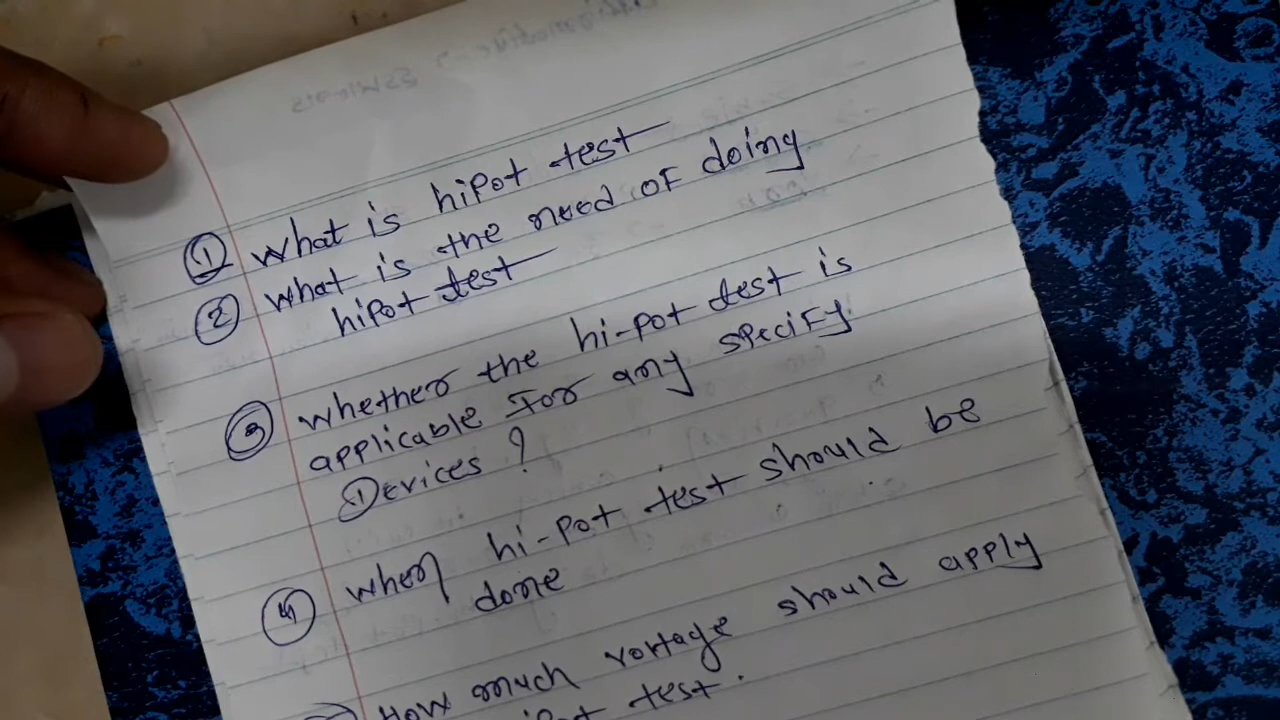 ① What is hipot test
② What is the need of doing
hipot test
③ Whether the hi-pot test is
applicable for any specify
Devices ?
④ When hi-pot test should be
done
How much voltage should apply
test.